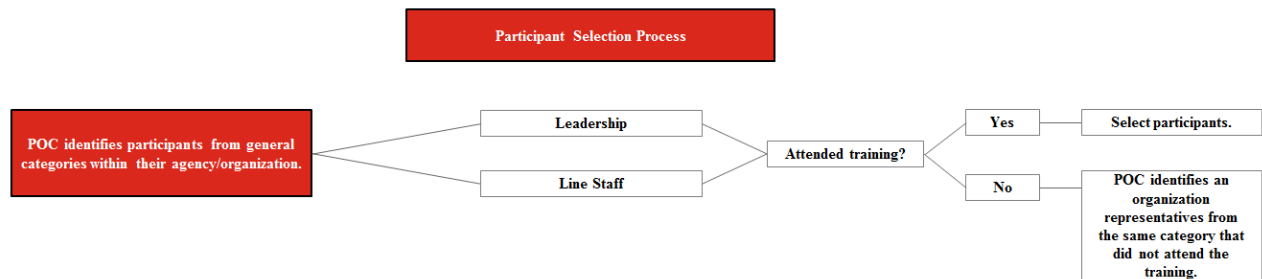 Participant Selection Process
POC identifies participants from general
categories within their agency/organization.
Leadership
Line Staff
Attended training?
Yes
Select participants.
No
POC identifies an
organization
representatives from
the same category that
did not attend the
training.